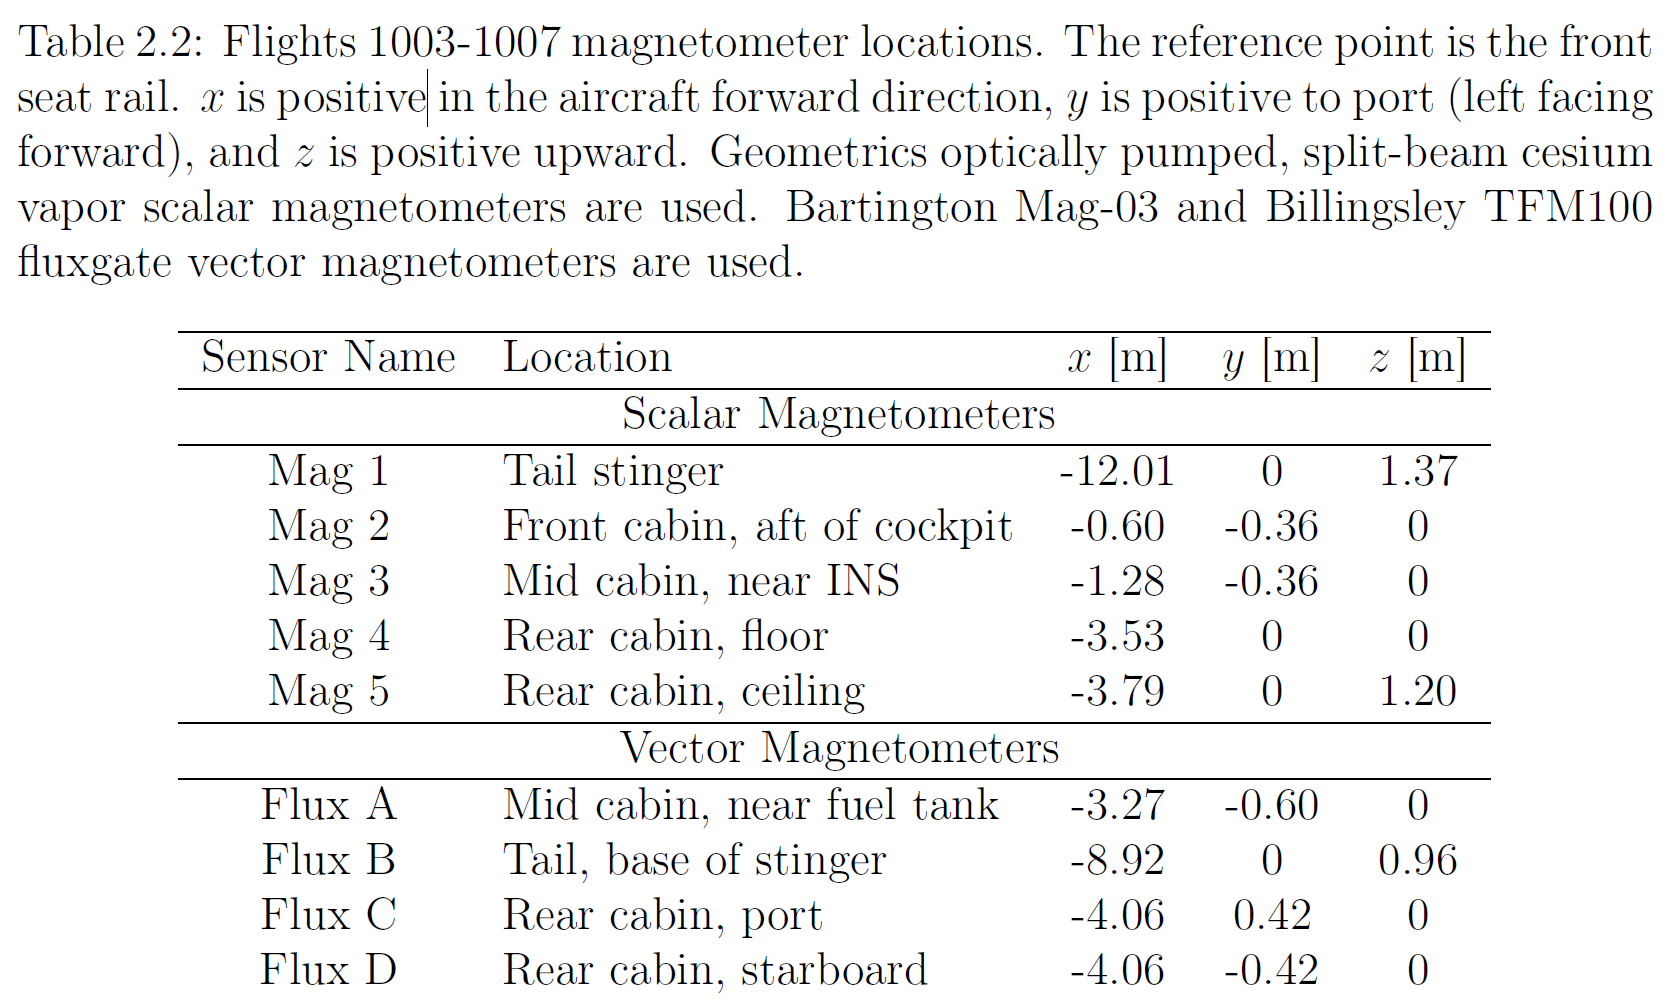 Table 2.2: Flights 1003-1007 magnetometer locations. The reference point is the front
seat rail. x is positive in the aircraft forward direction, y is positive to port (left facing
forward), and z is positive upward. Geometrics optically pumped, split-beam cesium
vapor scalar magnetometers are used. Bartington Mag-03 and Billingsley TFM100
fluxgate vector magnetometers are used.
Sensor Name Location x [m] y [m] z [m]
Scalar Magnetometers
Mag 1 Tail stinger -12.01 0 1.37
Mag 2 Front cabin, aft of cockpit -0.60 -0.36 0
Mag 3 Mid cabin, near INS -1.28 -0.36 0
Mag 4 Rear cabin, floor -3.53 0 0
Mag 5 Rear cabin, ceiling -3.79 0 1.20
Vector Magnetometers
Flux A Mid cabin, near fuel tank -3.27 -0.60 0
Flux B Tail, base of stinger -8.92 0 0.96
Flux C Rear cabin, port -4.06 0.42 0
Flux D Rear cabin, starboard -4.06 -0.42 0